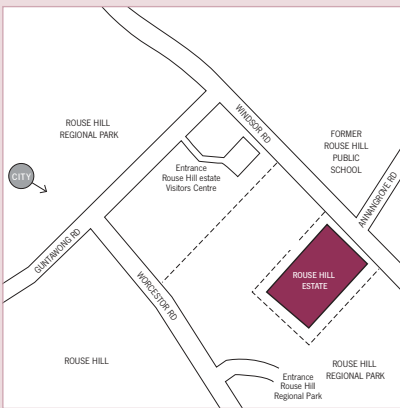 ROUSE HILL
REGIONAL PARK
WINDSOR RD
FORMER
ROUSE HILL
PUBLIC
SCHOOL
CITY
Entrance
Rouse Hill estate
Visitors Centre
ANNANGROVE RD
GUNTAWONG RD
ROUSE HILL
ESTATE
WORCESTOR RD
ROUSE HILL
Entrance
Rouse Hill
Regional Park
ROUSE HILL
REGIONAL PARK